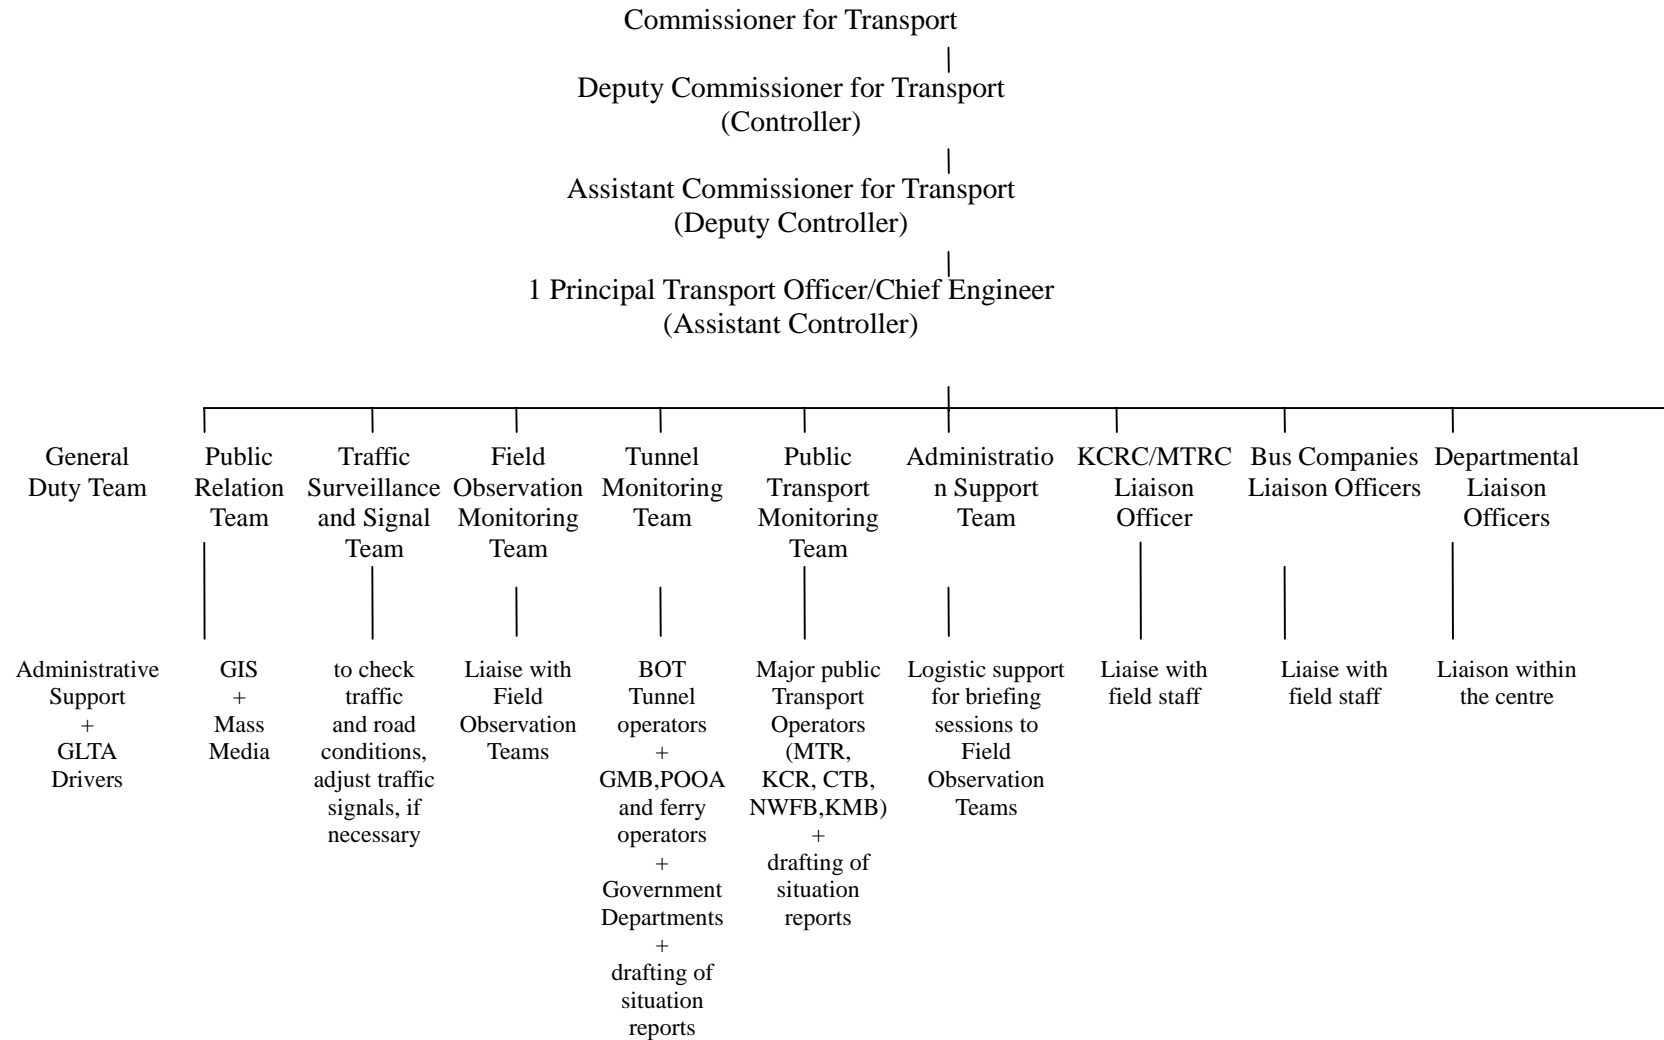 Commissioner for Transport
Deputy Commissioner for Transport
(Controller)
Assistant Commissioner for Transport
(Deputy Controller)
1 Principal Transport Officer/Chief Engineer
(Assistant Controller)
General
Duty Team
Public
Relation
Team
Traffic
Surveillance
and Signal
Team
Field
Observation
Monitoring
Team
Tunnel
Monitoring
Team
Public
Transport
Monitoring
Team
Administratio
n Support
Team
KCRC/MTRC
Liaison
Officer
Bus Companies
Liaison Officers
Departmental
Liaison
Officers
Administrative
Support
+
GLTA
Drivers
GIS
+
Mass
Media
to check
traffic
and road
conditions,
adjust traffic
signals, if
necessary
Liaise with
Field
Observation
Teams
BOT
Tunnel
operators
+
GMB,POOA
and ferry
operators
+
Government
Departments
+
drafting of
situation
reports
Major public
Transport
Operators
(MTR,
KCR, CTB,
NWFB,KMB)
+
drafting of
situation
reports
Logistic support
for briefing
sessions to
Field
Observation
Teams
Liaise with
field staff
Liaise with
field staff
Liaison within
the centre